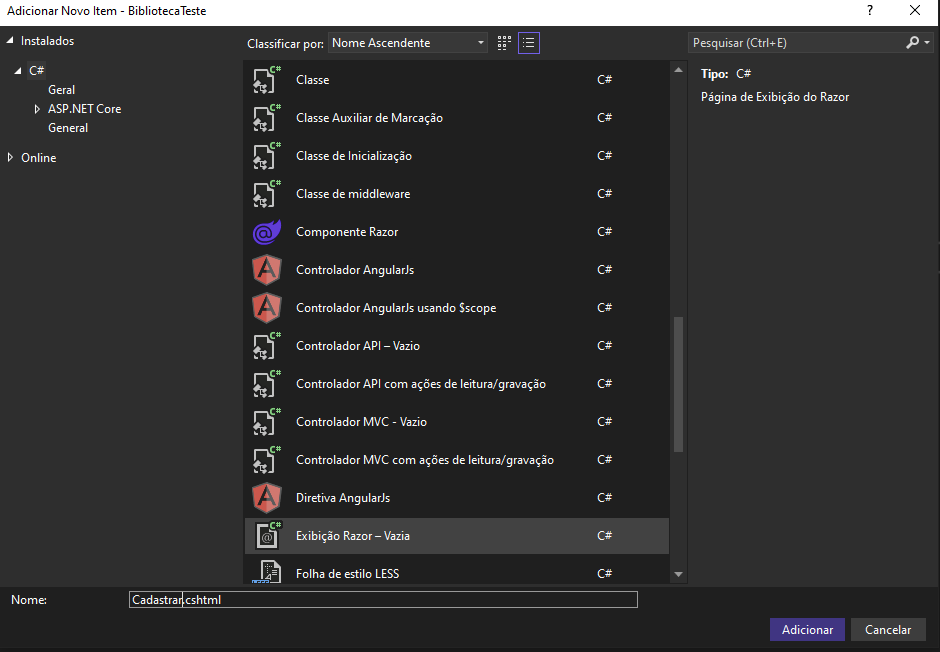 Adicionar Novo Item - BibliotecaTeste
?
Instalados
C#
Geral
ASP.NET Core
General
Online
Classificar por: Nome Ascendente
Classe C#
Classe Auxiliar de Marcação C#
Classe de Inicialização C#
Classe de middleware C#
Componente Razor C#
Controlador AngularJs C#
Controlador AngularJs usando $scope C#
Controlador API – Vazio C#
Controlador API com ações de leitura/gravação C#
Controlador MVC - Vazio C#
Controlador MVC com ações de leitura/gravação C#
Diretiva AngularJs C#
Exibição Razor – Vazia C#
Folha de estilo LESS C#
Pesquisar (Ctrl+E)
Tipo: C#
Página de Exibição do Razor
Nome: Cadastrar.cshtml
Adicionar Cancelar